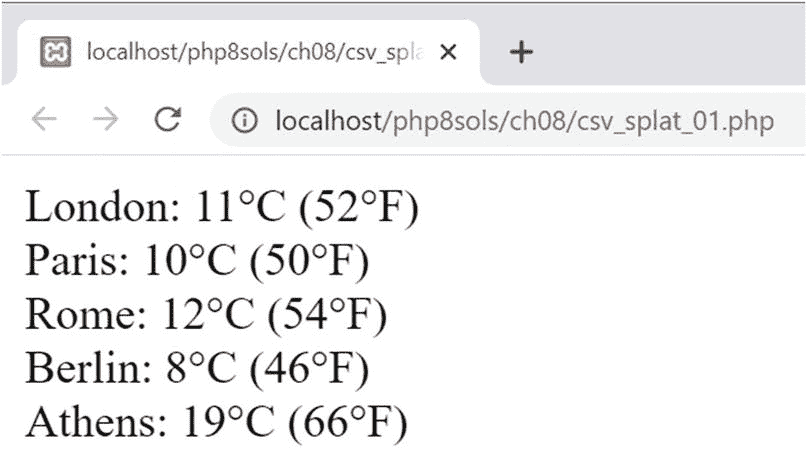 localhost/php8sols/ch08/csv_spla
localhost/php8sols/ch08/csv_splat_01.php
London: 11°C (52°F)
Paris: 10°C (50°F)
Rome: 12°C (54°F)
Berlin: 8°C (46°F)
Athens: 19°C (66°F)